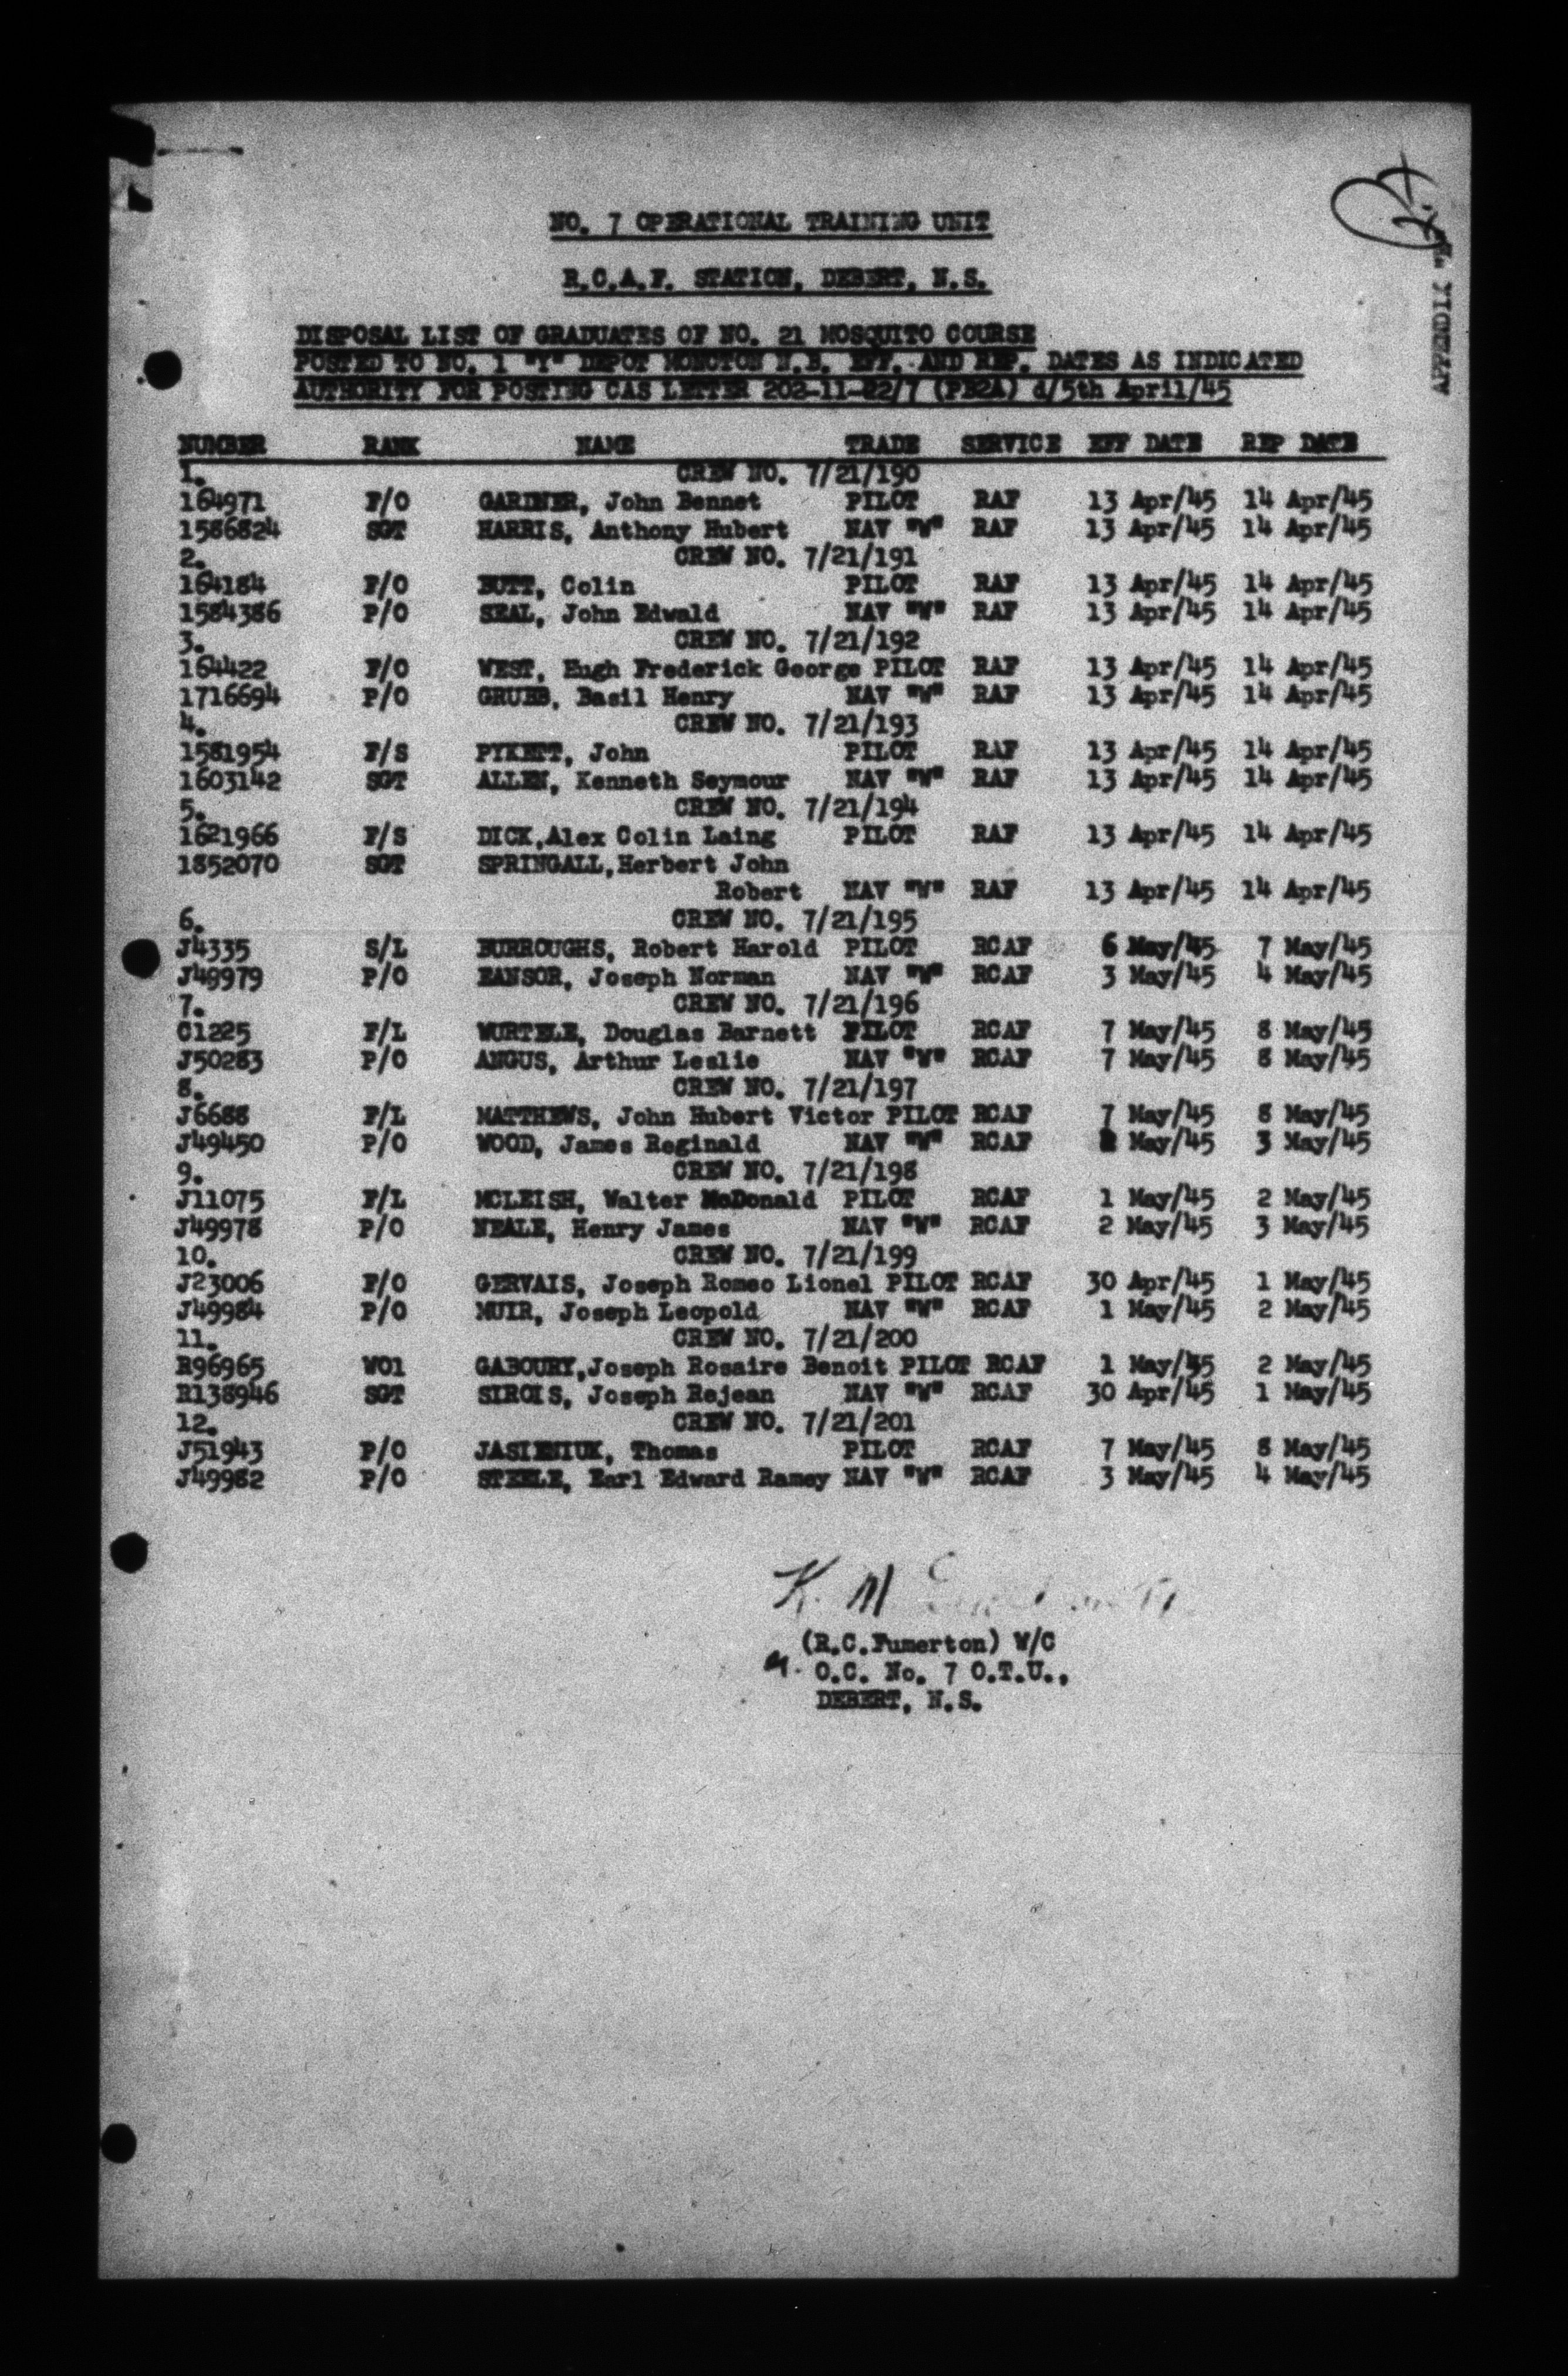 APPENDIX
NO. 7 OPERATIONAL TRAINING UNIT
R.C.A.F. STATION, DEBERT, N.S.
DISPOSAL LIST OF GRADUATES OF NO. 21 MOSQUITO COURSE
POSTED TO NO. 1 "Y" DEPOT MONCTON N.B. EFF. AND REP. DATES AS INDICATED
AUTHORITY FOR POSTING CAS LETTER 202-11-22/7 (PB2A) d/5th April/45
NUMBER RANK NAME TRADE SERVICE EFF DATE REP DATE
1. CREW NO. 7/21/190
164971 F/O GARDNER, John Bennet PILOT RAF 13 Apr/45 14 Apr/45
1586824 SGT HARRIS, Anthony Hubert NAV "W" RAF 13 Apr/45 14 Apr/45
2. CREW NO. 7/21/191
164184 F/O BUTT, Colin PILOT RAF 13 Apr/45 14 Apr/45
1584386 P/O SEAL, John Edwald NAV "W" RAF 13 Apr/45 14 Apr/45
3. CREW NO. 7/21/192
164422 F/O WEST, Hugh Frederick George PILOT RAF 13 Apr/45 14 Apr/45
1716694 P/O GRUBB, Basil Henry NAV "W" RAF 13 Apr/45 14 Apr/45
4. CREW NO. 7/21/193
1581954 F/S PYKETT, John PILOT RAF 13 Apr/45 14 Apr/45
1603142 SGT ALLEN, Kenneth Seymour NAV "W" RAF 13 Apr/45 14 Apr/45
5. CREW NO. 7/21/194
1621966 F/S DICK,Alex Colin Laing PILOT RAF 13 Apr/45 14 Apr/45
1852070 SGT SPRINGALL,Herbert John
Robert NAV "W" RAF 13 Apr/45 14 Apr/45
6. CREW NO. 7/21/195
J4335 S/L BURROUGHS, Robert Harold PILOT RCAF 6 May/45 7 May/45
J49979 P/O RANSOR, Joseph Norman NAV "W" RCAF 3 May/45 4 May/45
7. CREW NO. 7/21/196
C1225 F/L WURTELE, Douglas Barnett PILOT RCAF 7 May/45 8 May/45
J50283 P/O ANGUS, Arthur Leslie NAV "W" RCAF 7 May/45 8 May/45
8. CREW NO. 7/21/197
J6688 F/L MATTHEWS, John Hubert Victor PILOT RCAF 7 May/45 8 May/45
J49450 P/O WOOD, James Reginald NAV "W" RCAF 2 May/45 3 May/45
9. CREW NO. 7/21/198
J11075 F/L MCLEISH, Walter McDonald PILOT RCAF 1 May/45 2 May/45
J49978 P/O NEALE, Henry James NAV "W" RCAF 2 May/45 3 May/45
10. CREW NO. 7/21/199
J23006 F/O GERVAIS, Joseph Romeo Lionel PILOT RCAF 30 Apr/45 1 May/45
J49984 P/O MUIR, Joseph Leopold NAV "W" RCAF 1 May/45 2 May/45
11. CREW NO. 7/21/200
R96965 WO1 GABOURY,Joseph Rosaire Benoit PILOT RCAF 1 May/45 2 May/45
R138946 SGT SIROIS, Joseph Rejean NAV "W" RCAF 30 Apr/45 1 May/45
12. CREW NO. 7/21/201
J51943 P/O JASIENIUK, Thomas PILOT RCAF 7 May/45 8 May/45
J49982 P/O STEELE, Earl Edward Ramey NAV "W" RCAF 3 May/45 4 May/45
K. M
(R.C.Fumerton) W/C
O.C. No. 7 O.T.U.,
DEBERT, N.S.